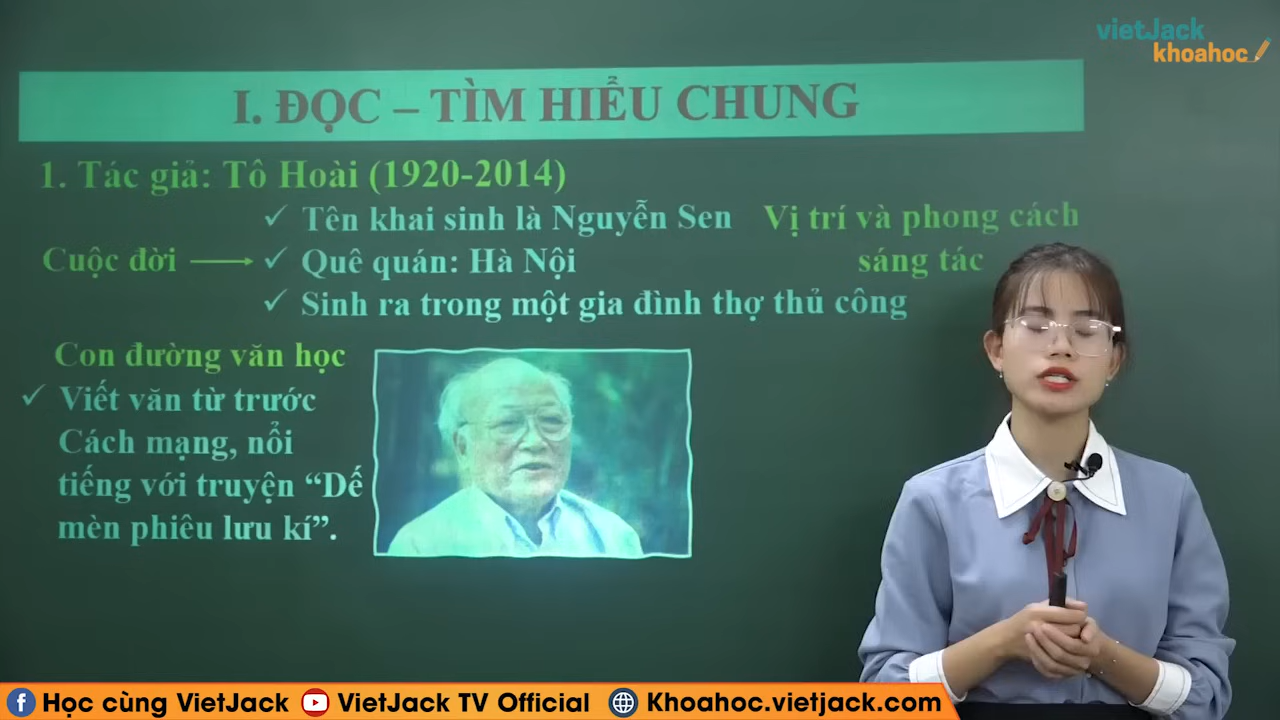 vietJack
khoahoc
I. ĐỌC – TÌM HIỂU CHUNG
1. Tác giả: Tô Hoài (1920-2014)
Cuộc đời
✓ Tên khai sinh là Nguyễn Sen
✓ Quê quán: Hà Nội
✓ Sinh ra trong một gia đình thợ thủ công
Vị trí và phong cách
sáng tác
Con đường văn học
✓ Viết văn từ trước
Cách mạng, nổi
tiếng với truyện “Dế
mèn phiêu lưu kí”.
Học cùng VietJack VietJack TV Official Khoahoc.vietjack.com